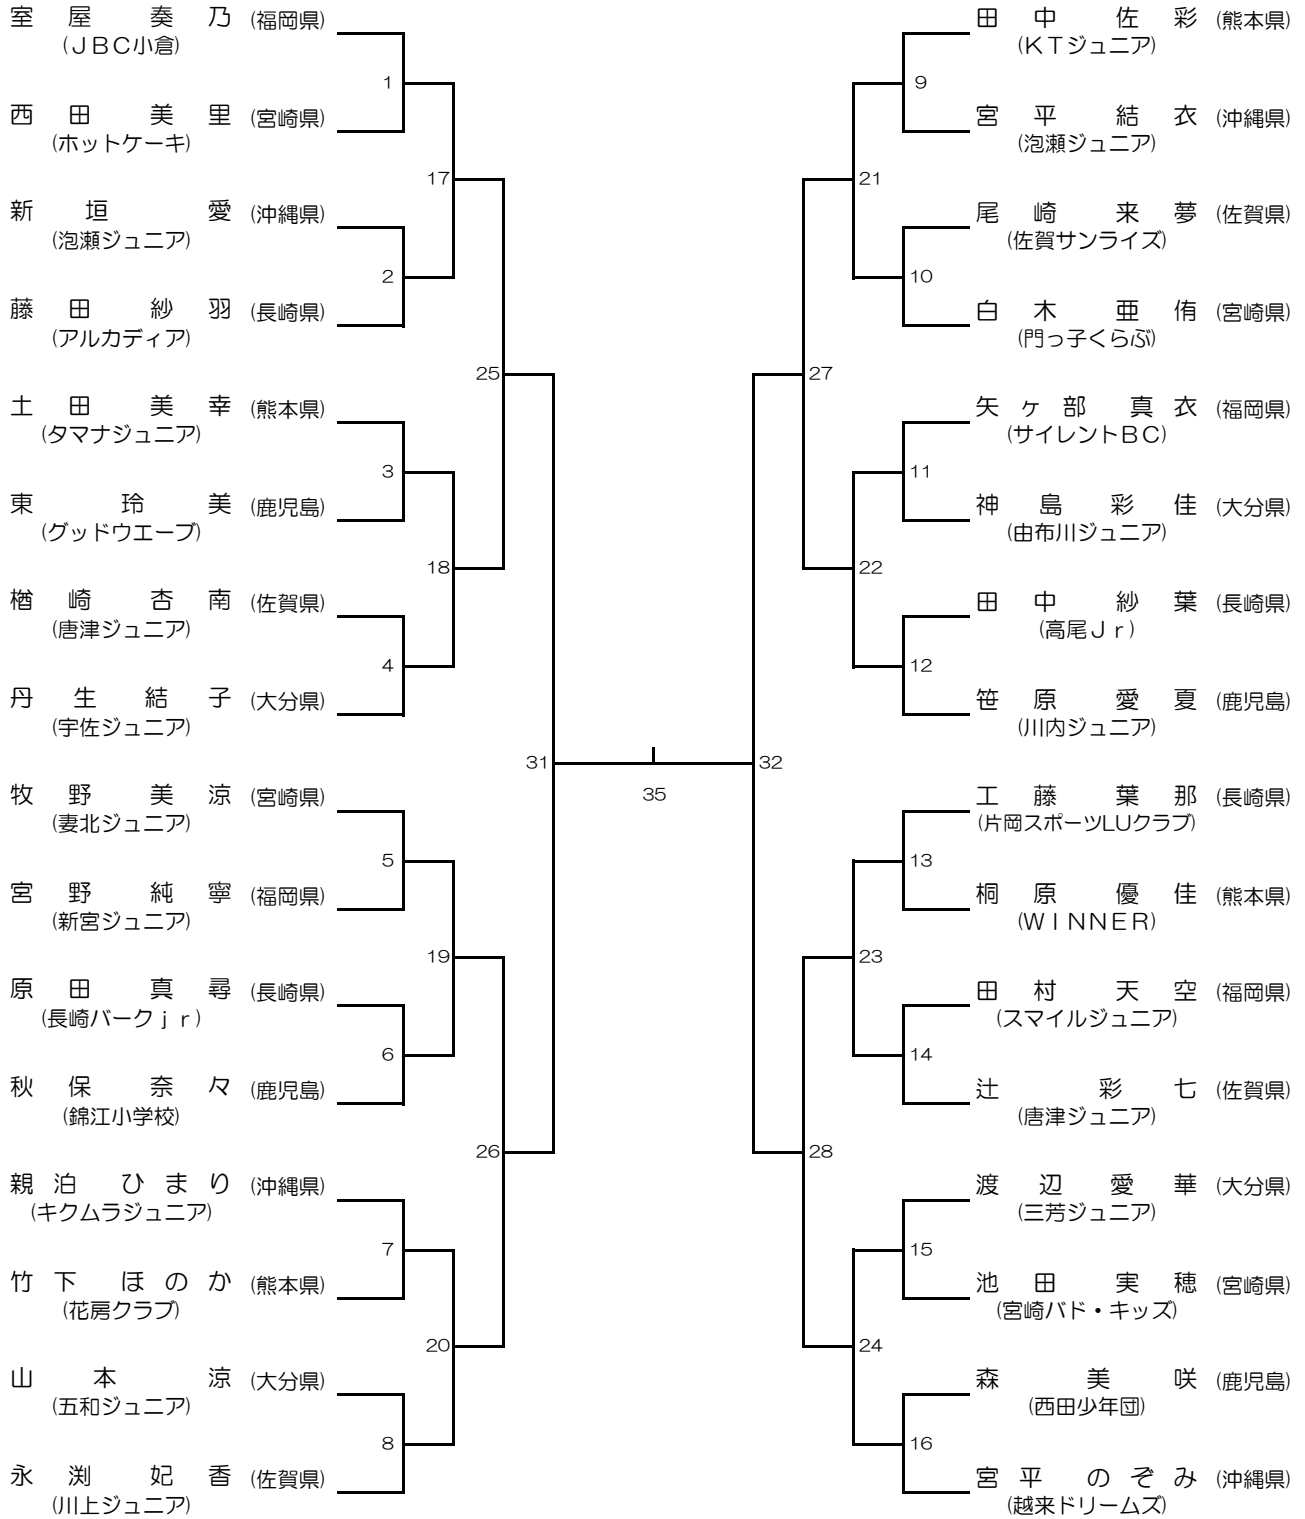 室屋奏乃 (福岡県)
(ＪＢＣ小倉)
1
西田美里 (宮崎県)
(ホットケーキ)
17
新垣愛 (沖縄県)
(泡瀬ジュニア)
2
藤田紗羽 (長崎県)
(アルカディア)
25
土田美幸 (熊本県)
(タマナジュニア)
3
東玲美 (鹿児島)
(グッドウエーブ)
18
楢崎杏南 (佐賀県)
(唐津ジュニア)
4
丹生結子 (大分県)
(宇佐ジュニア)
31
牧野美涼 (宮崎県)
(妻北ジュニア)
5
宮野純寧 (福岡県)
(新宮ジュニア)
19
原田真尋 (長崎県)
(長崎バークｊｒ)
6
秋保奈々 (鹿児島)
(錦江小学校)
26
親泊ひまり (沖縄県)
(キクムラジュニア)
7
竹下ほのか (熊本県)
(花房クラブ)
20
山本涼 (大分県)
(五和ジュニア)
8
永渕妃香 (佐賀県)
(川上ジュニア)
35
田中佐彩 (熊本県)
(ＫＴジュニア)
9
宮平結衣 (沖縄県)
(泡瀬ジュニア)
21
尾崎来夢 (佐賀県)
(佐賀サンライズ)
10
白木亜侑 (宮崎県)
(門っ子くらぶ)
27
矢ヶ部真衣 (福岡県)
(サイレントＢＣ)
11
神島彩佳 (大分県)
(由布川ジュニア)
22
田中紗葉 (長崎県)
(高尾Ｊｒ)
12
笹原愛夏 (鹿児島)
(川内ジュニア)
32
工藤葉那 (長崎県)
(片岡スポーツLUクラブ)
13
桐原優佳 (熊本県)
(ＷＩＮＮＥＲ)
23
田村天空 (福岡県)
(スマイルジュニア)
14
辻彩七 (佐賀県)
(唐津ジュニア)
28
渡辺愛華 (大分県)
(三芳ジュニア)
15
池田実穂 (宮崎県)
(宮崎バド・キッズ)
24
森美咲 (鹿児島)
(西田少年団)
16
宮平のぞみ (沖縄県)
(越来ドリームズ)